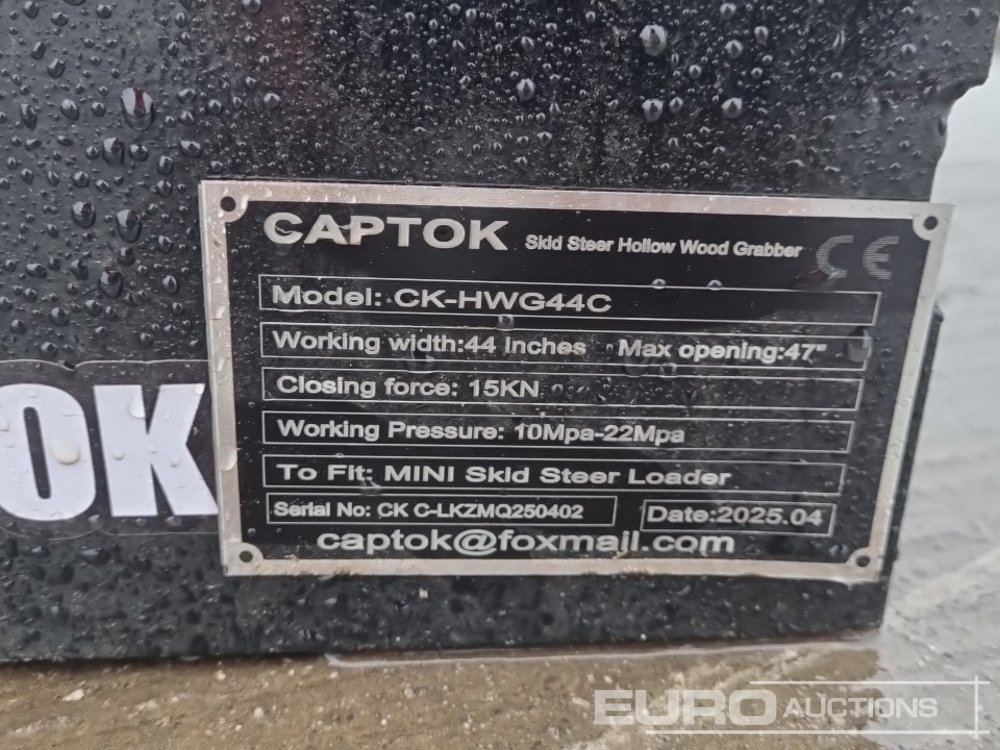 CAPTOK Skid Steer Hollow Wood Grabber CE
Model: CK-HWG44C
Working width:44 inches Max opening:47"
Closing force: 15KN
Working Pressure: 10Mpa-22Mpa
To Fit: MINI Skid Steer Loader
Serial No: CK C-LKZMQ250402 Date:2025.04
captok@foxmail.com
OK
EURO AUCTIONS